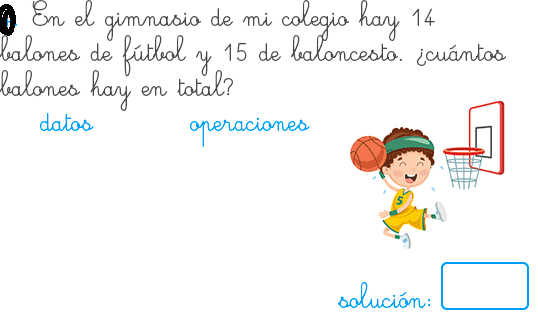 En el gimnasio de mi colegio hay 14
balones de fútbol y 15 de baloncesto. ¿cuántos
balones hay en total?
datos operaciones
5
solución: